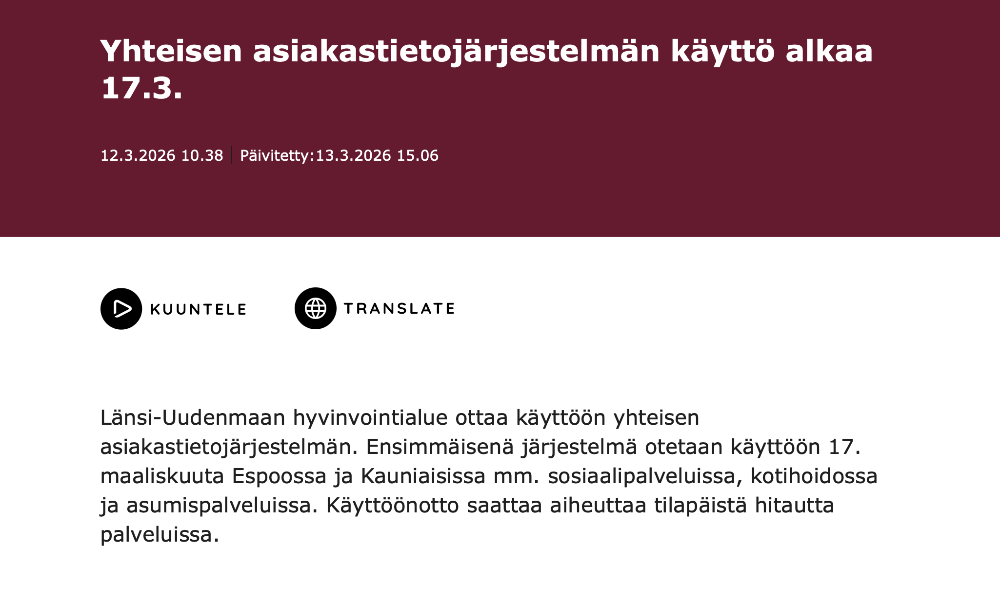 Yhteisen asiakastietojärjestelmän käyttö alkaa
17.3.
12.3.2026 10.38 | Päivitetty:13.3.2026 15.06
KUUNTELE TRANSLATE
Länsi-Uudenmaan hyvinvointialue ottaa käyttöön yhteisen
asiakastietojärjestelmän. Ensimmäisenä järjestelmä otetaan käyttöön 17.
maaliskuuta Espoossa ja Kauniaisissa mm. sosiaalipalveluissa, kotihoidossa
ja asumispalveluissa. Käyttöönotto saattaa aiheuttaa tilapäistä hitautta
palveluissa.